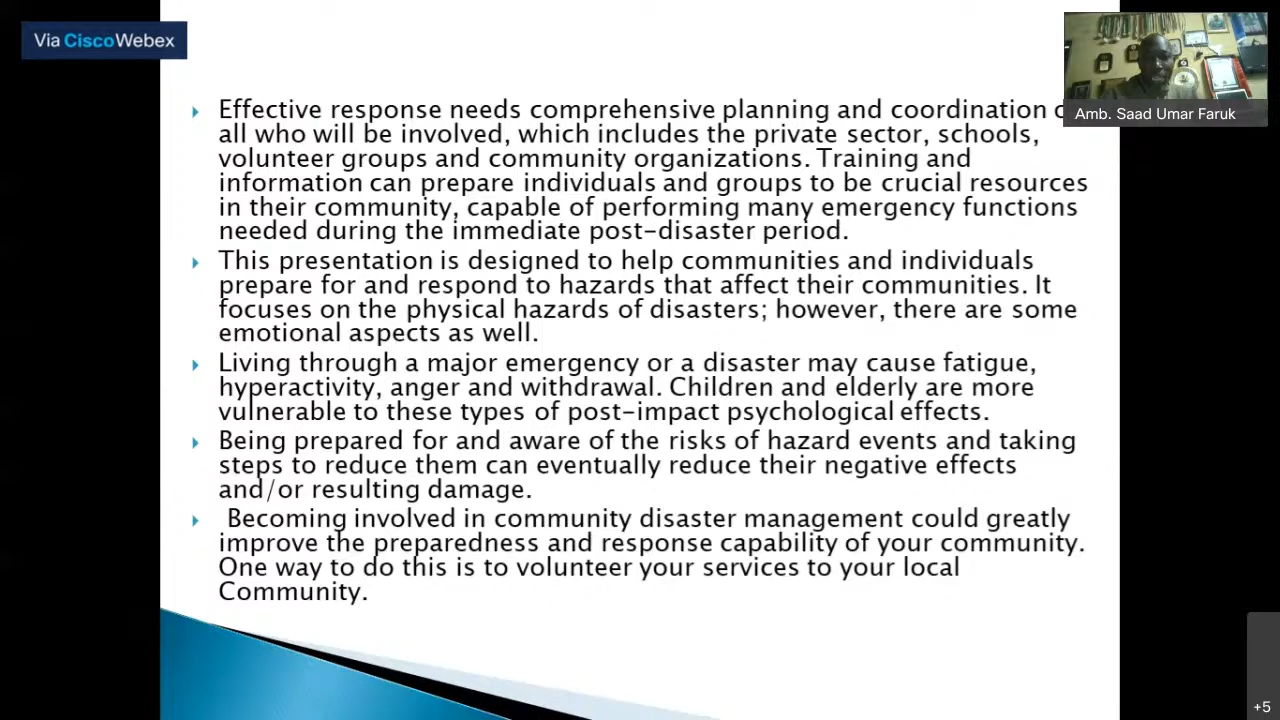 Via CiscoWebex
Amb. Saad Umar Faruk
Effective response needs comprehensive planning and coordination
all who will be involved, which includes the private sector, schools,
volunteer groups and community organizations. Training and
information can prepare individuals and groups to be crucial resources
in their community, capable of performing many emergency functions
needed during the immediate post-disaster period.
This presentation is designed to help communities and individuals
prepare for and respond to hazards that affect their communities. It
focuses on the physical hazards of disasters; however, there are some
emotional aspects as well.
Living through a major emergency or a disaster may cause fatigue,
hyperactivity, anger and withdrawal. Children and elderly are more
vulnerable to these types of post-impact psychological effects.
Being prepared for and aware of the risks of hazard events and taking
steps to reduce them can eventually reduce their negative effects
and/or resulting damage.
Becoming involved in community disaster management could greatly
improve the preparedness and response capability of your community.
One way to do this is to volunteer your services to your local
Community.
+5